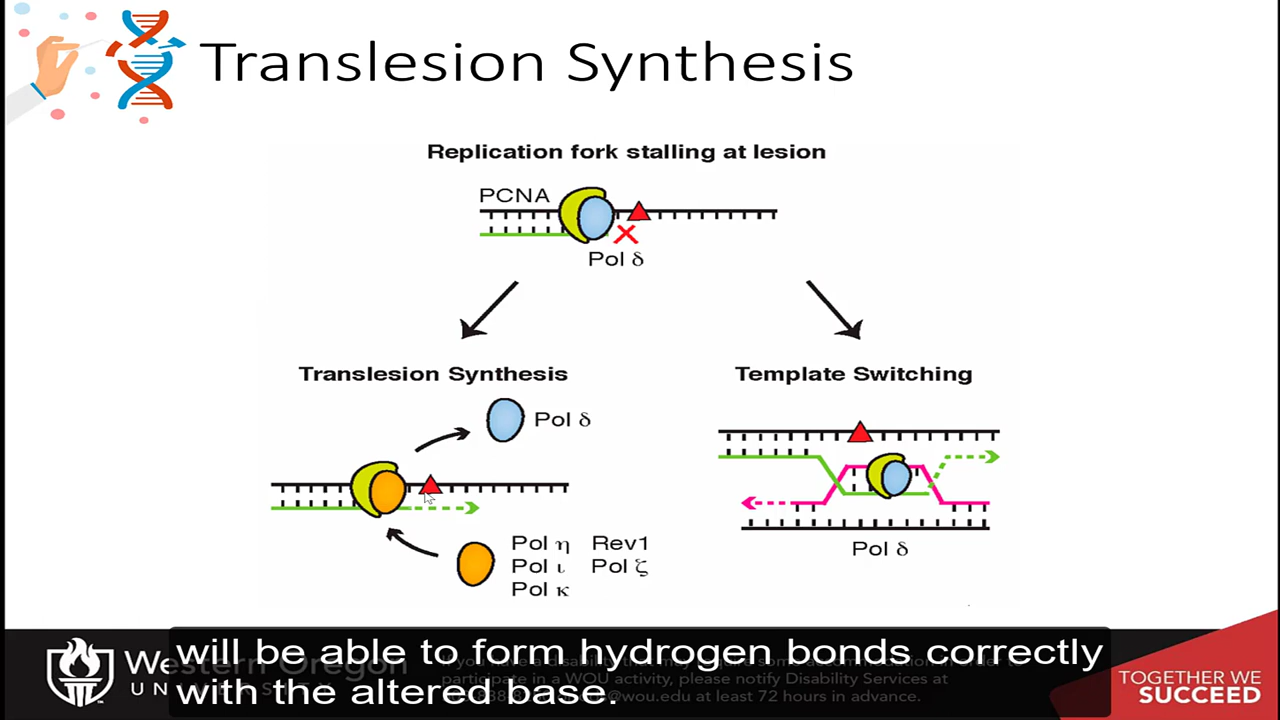 Translesion Synthesis
Replication fork stalling at lesion
PCNA
Pol δ
Translesion Synthesis
Pol δ
Pol η Rev1
Pol ι Pol ζ
Pol κ
Template Switching
Pol δ
will be able to form hydrogen bonds correctly
with the altered base.
Western Oregon
UNIVERSITY
participate in a WOU activity, please notify Disability Services at
@wou.edu at least 72 hours in advance.
TOGETHER WE
SUCCEED